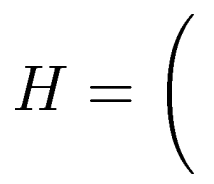 H = (